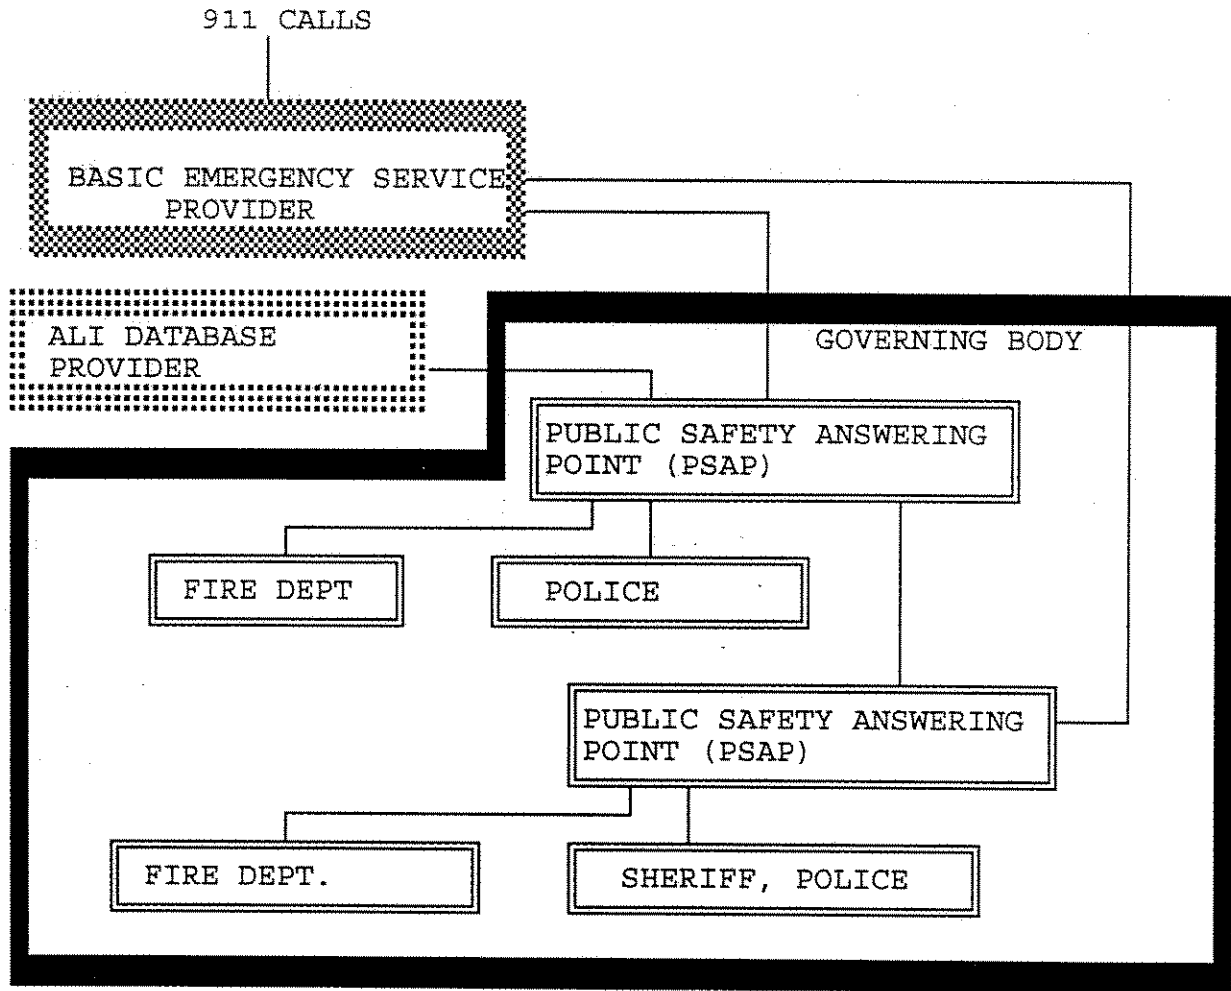 911 CALLS
BASIC EMERGENCY SERVICE
PROVIDER
ALI DATABASE
PROVIDER
GOVERNING BODY
PUBLIC SAFETY ANSWERING
POINT (PSAP)
FIRE DEPT
POLICE
PUBLIC SAFETY ANSWERING
POINT (PSAP)
FIRE DEPT.
SHERIFF, POLICE